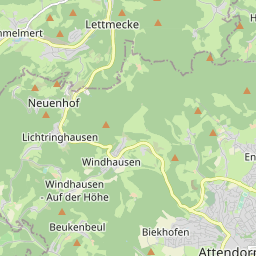 Lettmecke
Neuenhof
Lichtringhausen
Windhausen
Windhausen
- Auf der Höhe
Beukenbeul
Biekhofen